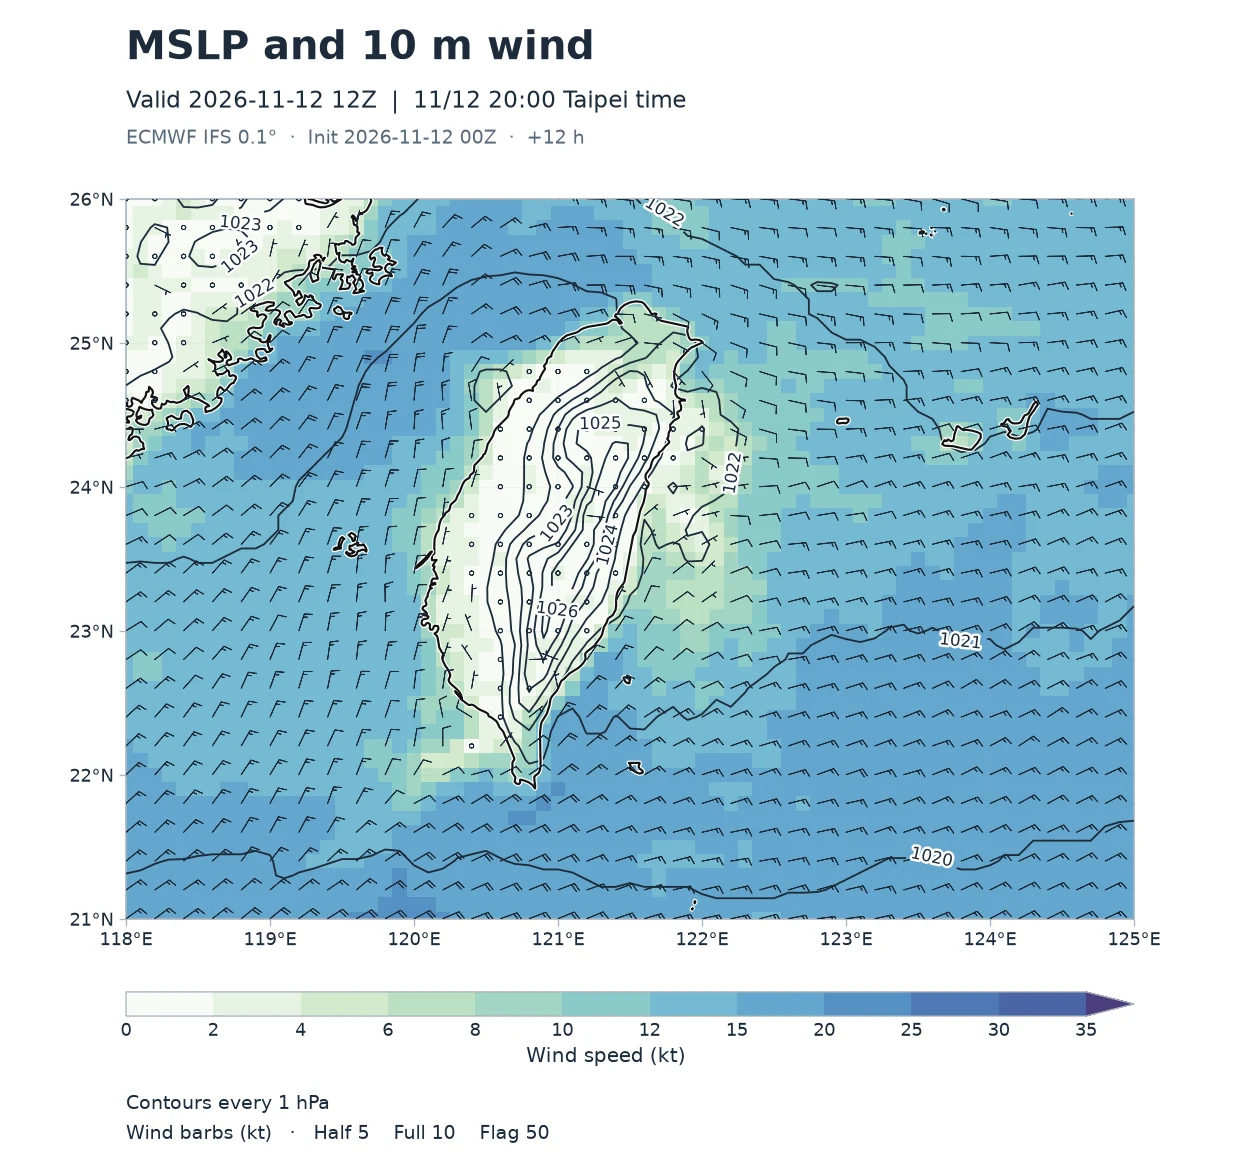 MSLP and 10 m wind
Valid 2026-11-12 12Z | 11/12 20:00 Taipei time
ECMWF IFS 0.1° · Init 2026-11-12 00Z · +12 h
26°N
1023
1022
1023
1022
25°N
1025
1022
24°N
1023
1024
1026
23°N
1021
22°N
1020
21°N
118°E 119°E 120°E 121°E 122°E 123°E 124°E 125°E
0 2 4 6 8 10 12 15 20 25 30 35
Wind speed (kt)
Contours every 1 hPa
Wind barbs (kt) · Half 5 Full 10 Flag 50